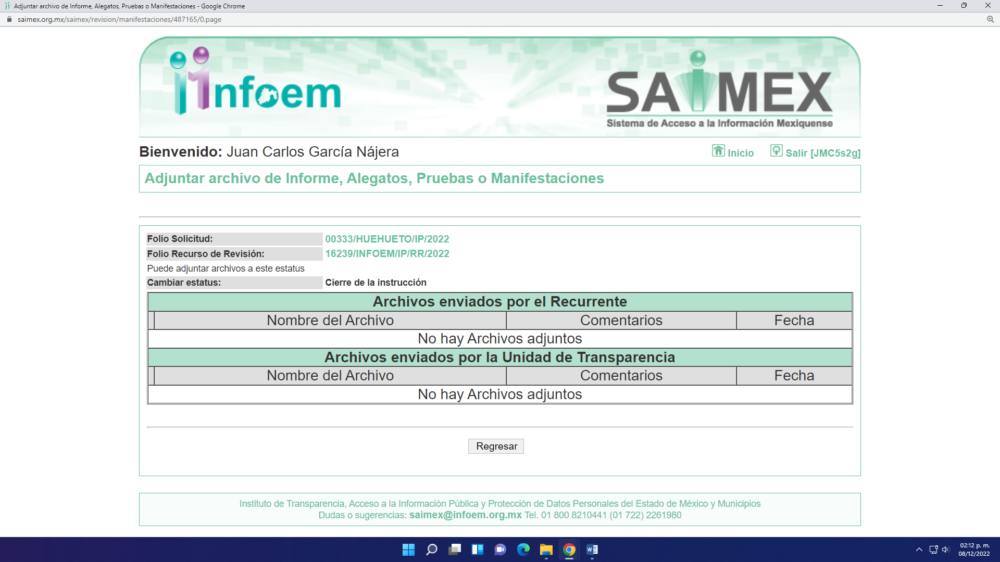 Adjuntar archivo de Informe, Alegatos, Pruebas o Manifestaciones - Google Chrome
saimex.org.mx/saimex/revision/manifestaciones/487165/0.page
infoem
SAiMEX
Sistema de Acceso a la Información Mexiquense
Bienvenido: Juan Carlos García Nájera
Inicio
Salir [JMC5s2g]
Adjuntar archivo de Informe, Alegatos, Pruebas o Manifestaciones
Folio Solicitud: 00333/HUEHUETO/IP/2022
Folio Recurso de Revisión: 16239/INFOEM/IP/RR/2022
Puede adjuntar archivos a este estatus
Cambiar estatus: Cierre de la instrucción
Archivos enviados por el Recurrente
Nombre del Archivo Comentarios Fecha
No hay Archivos adjuntos
Archivos enviados por la Unidad de Transparencia
Nombre del Archivo Comentarios Fecha
No hay Archivos adjuntos
Regresar
Instituto de Transparencia, Acceso a la Información Pública y Protección de Datos Personales del Estado de México y Municipios
Dudas o sugerencias: saimex@infoem.org.mx Tel. 01 800 8210441 (01 722) 2261980
02:12 p. m.
08/12/2022